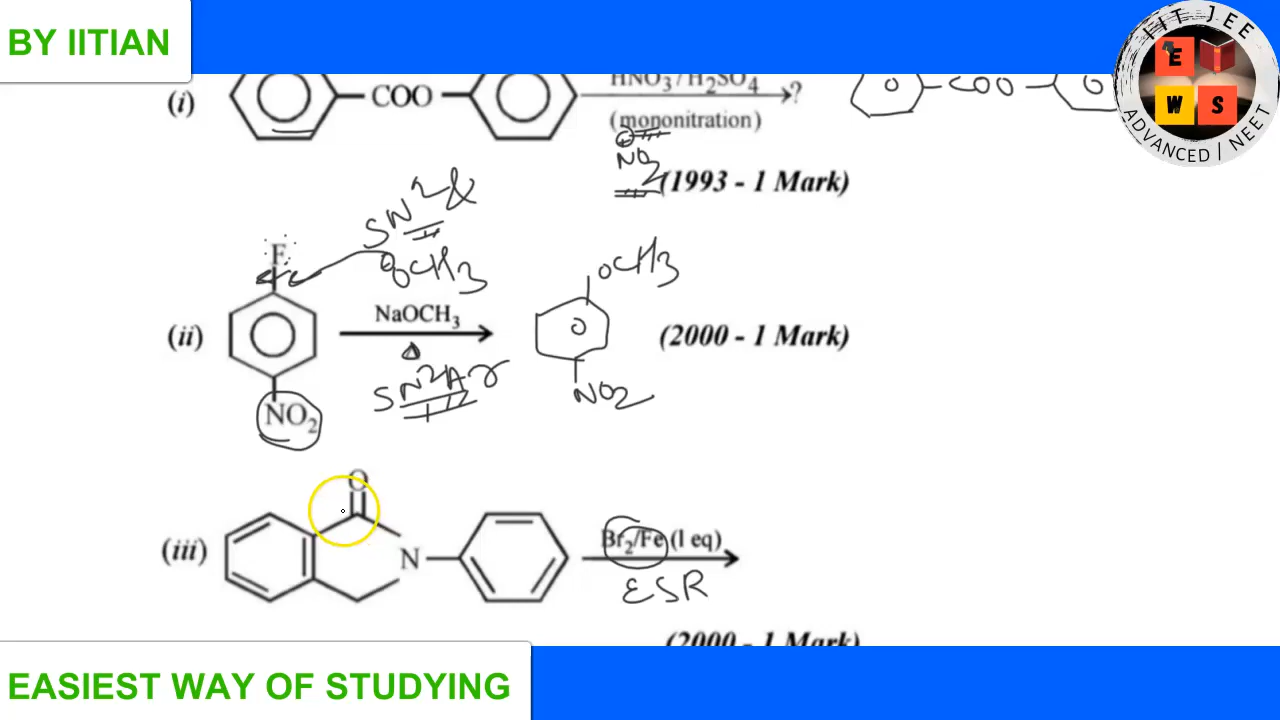 BY IITIAN
IIT JEE
E
W S
ADVANCED | NEET
(i) COO HNO3 / H2SO4 ? COO
(mononitration)
⊕
NO2
(1993 - 1 Mark)
SN2 &
F
⊖OCH3
OCH3
(ii) NaOCH3 (2000 - 1 Mark)
Δ
SN2Ar
NO2
NO2
O
(iii) N Br2/Fe (1 eq)
ESR
(2000 - 1 Mark)
EASIEST WAY OF STUDYING